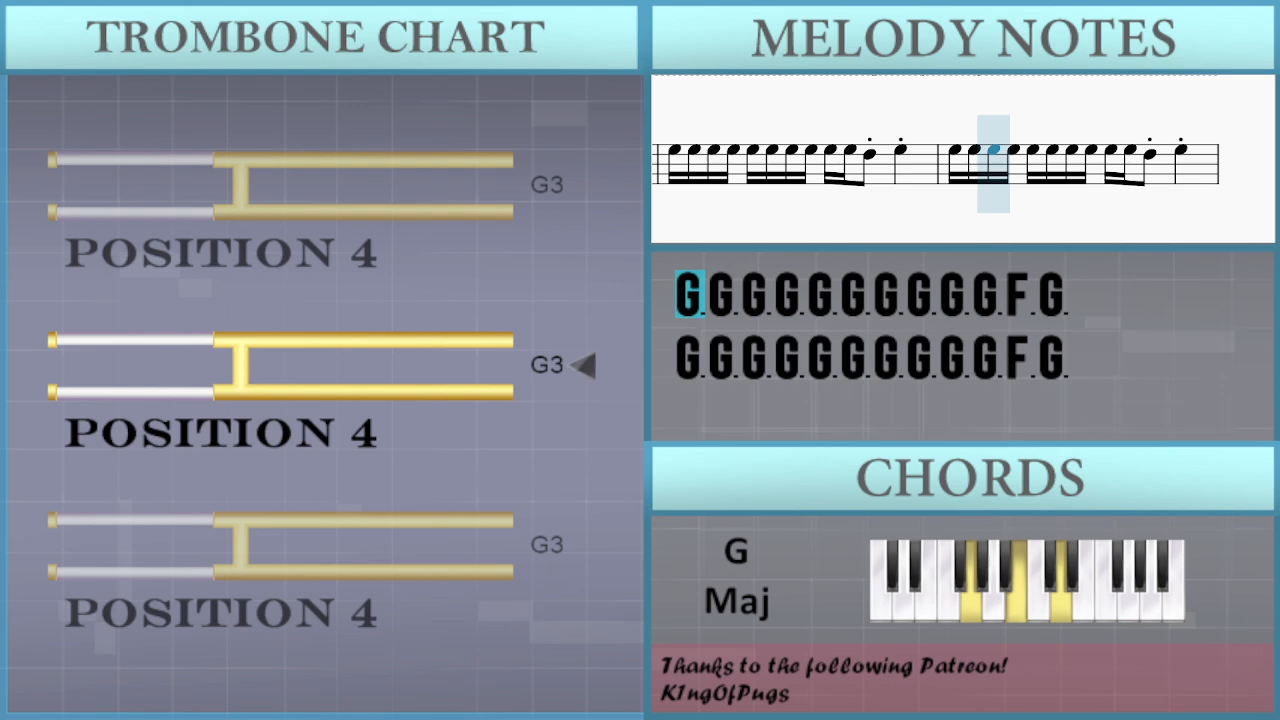 TROMBONE CHART
G3
POSITION 4
G3
POSITION 4
G3
POSITION 4
MELODY NOTES
G.G.G.G.G.G.G.G.G.G.F.G.
G.G.G.G.G.G.G.G.G.G.F.G.
CHORDS
G
Maj
Thanks to the following Patreon!
K1ngOfPugs